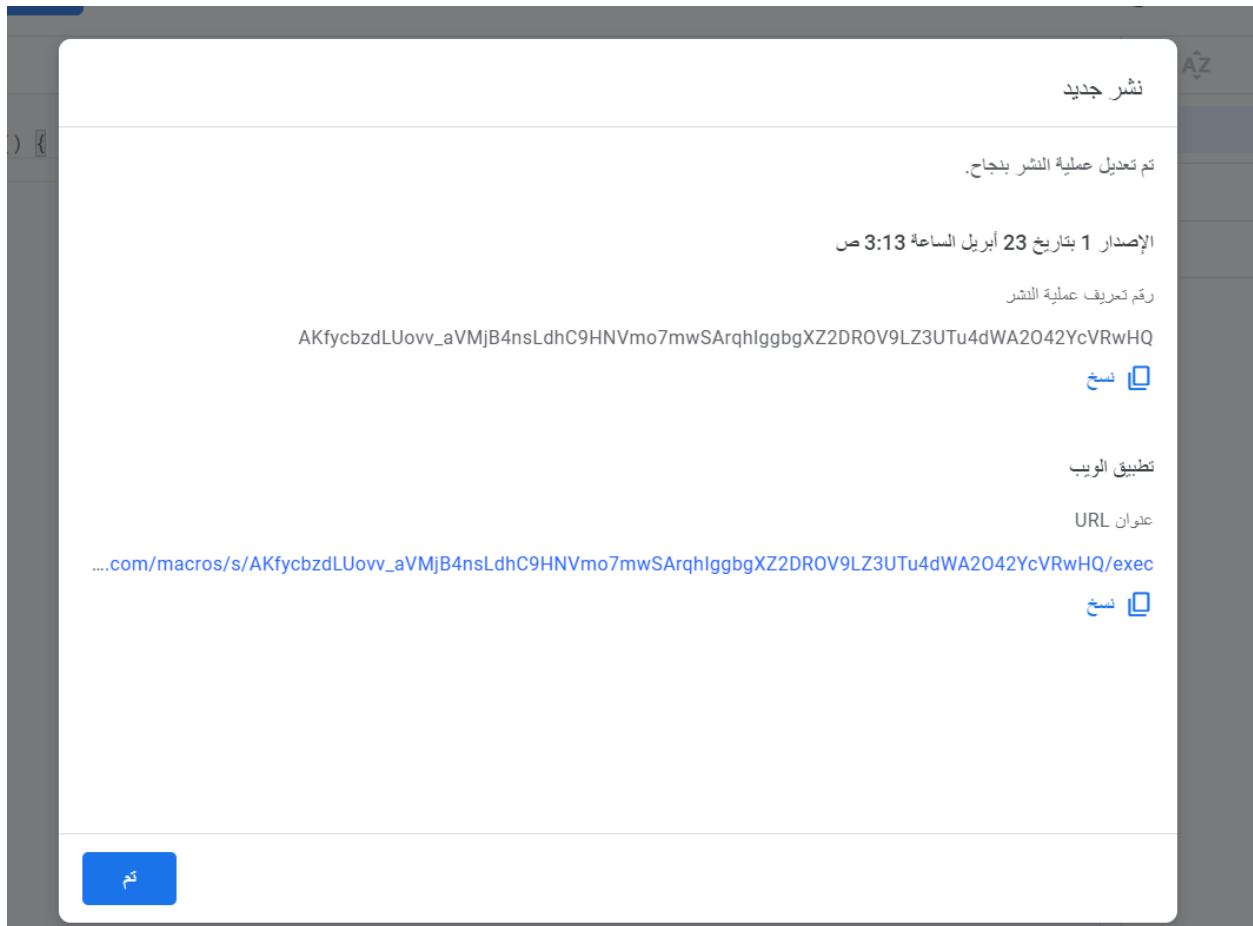 AZ
) {
نشر جديد
تم تعديل عملية النشر بنجاح.
الإصدار 1 بتاريخ 23 أبريل الساعة 3:13 ص
رقم تعريف عملية النشر
AKfycbzdLUovv_aVMjB4nsLdhC9HNVmo7mwSArqhIggbgXZ2DROV9LZ3UTu4dWA2O42YcVRwHQ
نسخ
تطبيق الويب
عنوان URL
....com/macros/s/AKfycbzdLUovv_aVMjB4nsLdhC9HNVmo7mwSArqhIggbgXZ2DROV9LZ3UTu4dWA2O42YcVRwHQ/exec
نسخ
تم